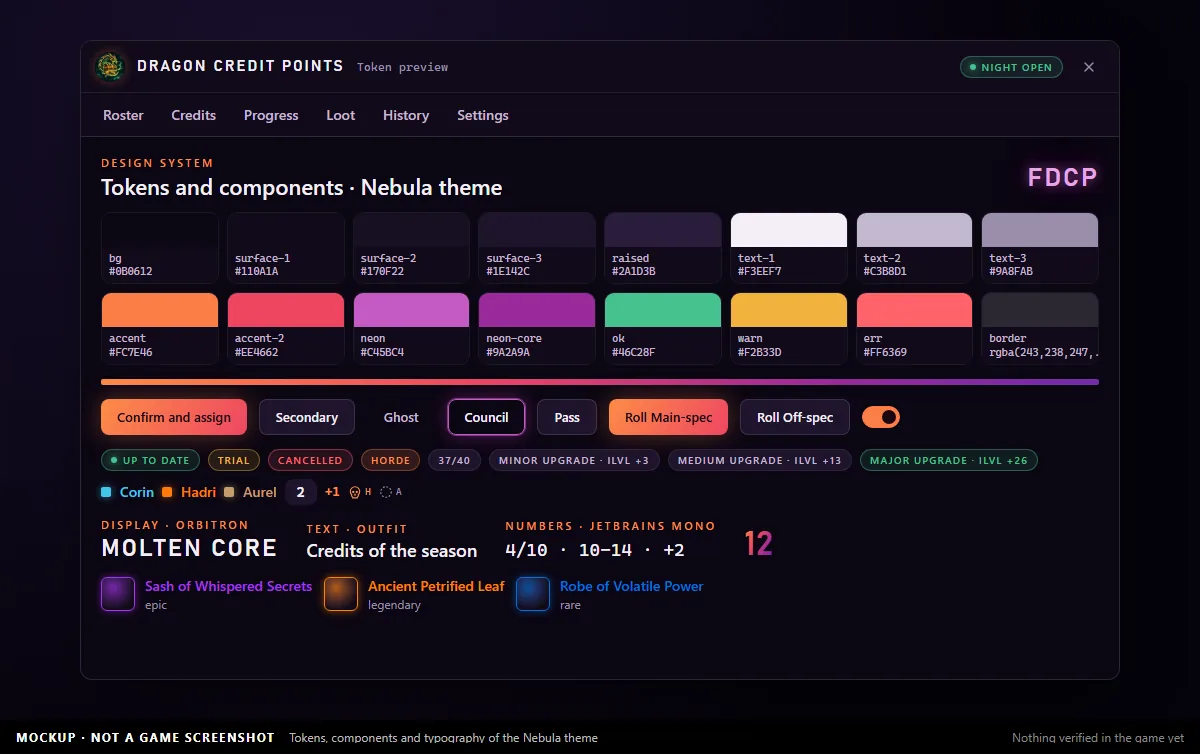 DRAGON CREDIT POINTS Token preview
NIGHT OPEN
Roster Credits Progress Loot History Settings
DESIGN SYSTEM
Tokens and components · Nebula theme
FDCP
bg surface-1 surface-2 surface-3 raised text-1 text-2 text-3
#0B0612 #110A1A #170F22 #1E142C #2A1D3B #F3EEF7 #C3B8D1 #9A8FAB
accent accent-2 neon neon-core ok warn err border
#FC7E46 #EE4662 #C45BC4 #9A2A9A #46C28F #F2B33D #FF6369 rgba(243,238,247,.
Confirm and assign Secondary Ghost Council Pass Roll Main-spec Roll Off-spec
UP TO DATE TRIAL CANCELLED HORDE 37/40 MINOR UPGRADE · ILVL +3 MEDIUM UPGRADE · ILVL +13 MAJOR UPGRADE · ILVL +26
Corin Hadri Aurel 2 +1 H A
DISPLAY · ORBITRON TEXT · OUTFIT NUMBERS · JETBRAINS MONO
MOLTEN CORE Credits of the season 4/10 · 10–14 · +2 12
Sash of Whispered Secrets Ancient Petrified Leaf Robe of Volatile Power
epic legendary rare
MOCKUP · NOT A GAME SCREENSHOT Tokens, components and typography of the Nebula theme Nothing verified in the game yet